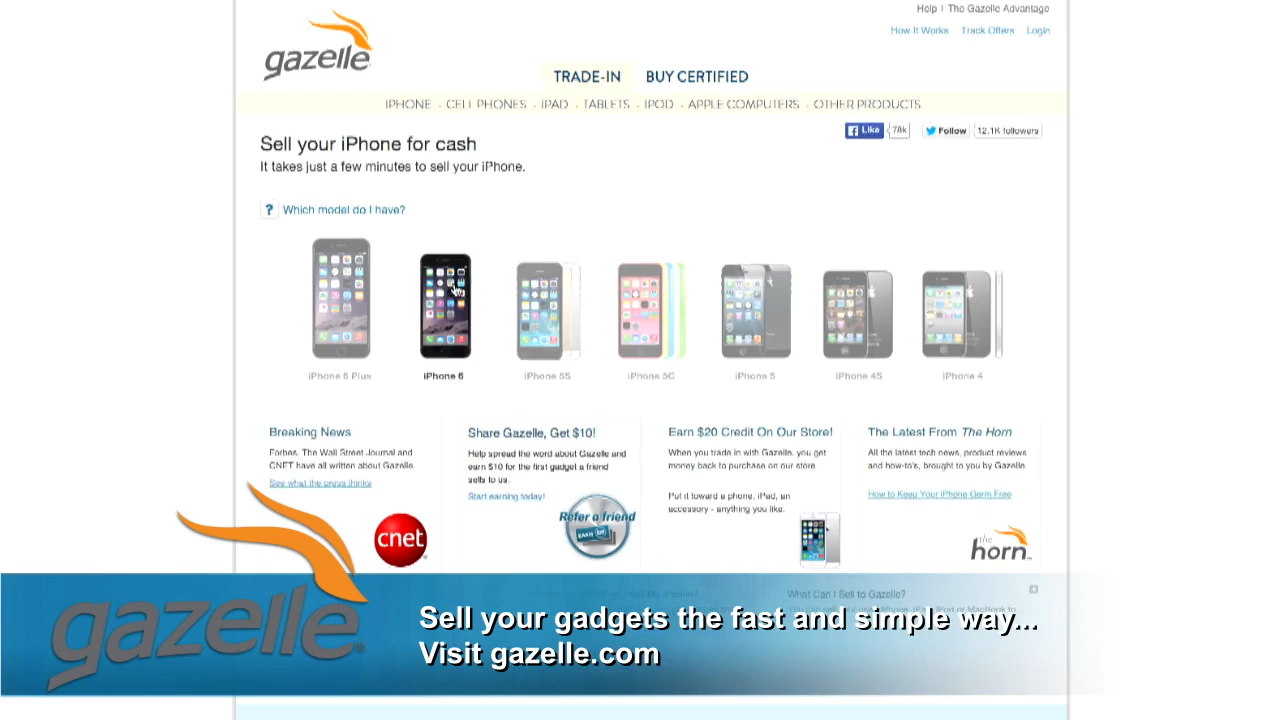 Help | The Gazelle Advantage
gazelle
How It Works Track Offers Login
TRADE-IN BUY CERTIFIED
IPHONE . CELL PHONES . IPAD . TABLETS . IPOD . APPLE COMPUTERS . OTHER PRODUCTS
Like 78k Follow 12.1K followers
Sell your iPhone for cash
It takes just a few minutes to sell your iPhone.
? Which model do I have?
iPhone 6 Plus
iPhone 6
iPhone 5S
iPhone 5C
iPhone 5
iPhone 4S
iPhone 4
Breaking News
Forbes, The Wall Street Journal and
CNET have all written about Gazelle.
See what the press thinks
cnet
Share Gazelle, Get $10!
Help spread the word about Gazelle and
earn $10 for the first gadget a friend
sells to us.
Start earning today!
Refer a friend
EARN $10
Earn $20 Credit On Our Store!
When you trade in with Gazelle, you get
money back to purchase on our store
Put it toward a phone, iPad, an
accessory - anything you like.
The Latest From The Horn
All the latest tech news, product reviews
and how-to's, brought to you by Gazelle.
How to Keep Your iPhone Germ Free
the
horn
What Can I Sell to Gazelle?
gazelle
Sell your gadgets the fast and simple way...
Visit gazelle.com